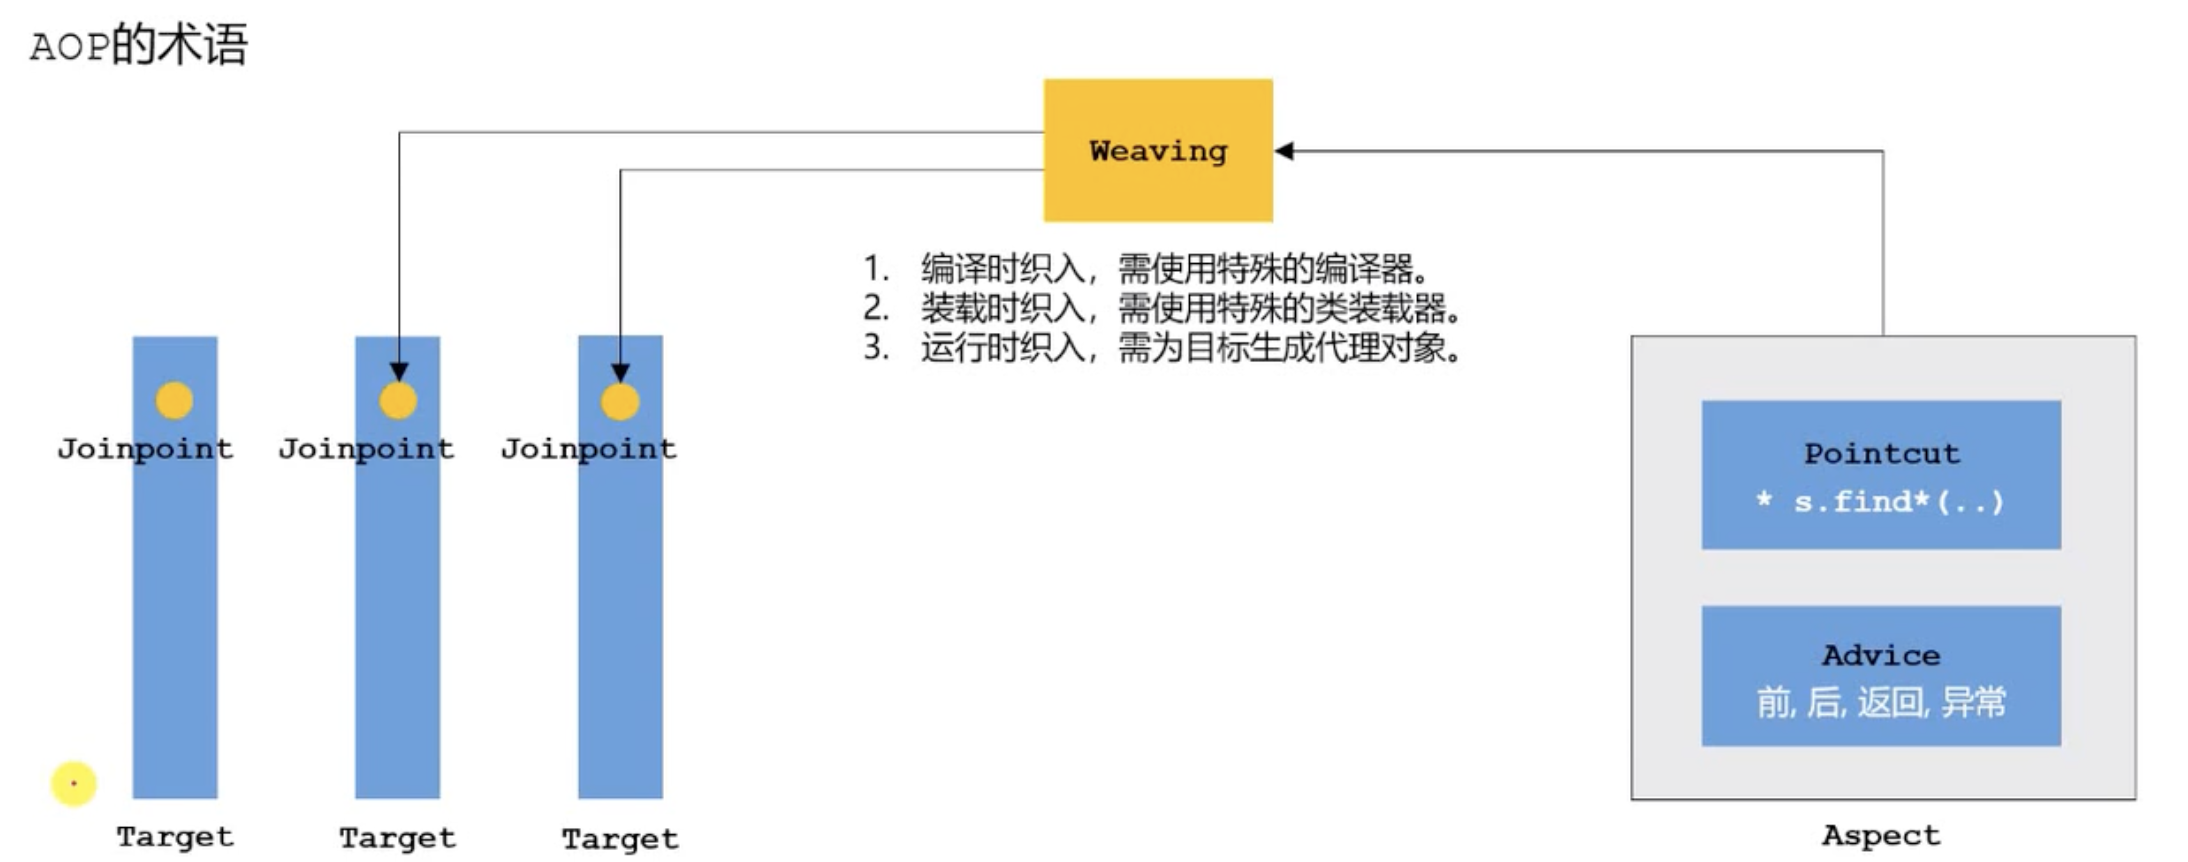 AOP的术语
Weaving
1. 编译时织入，需使用特殊的编译器。
2. 装载时织入，需使用特殊的类装载器。
3. 运行时织入，需为目标生成代理对象。
Joinpoint
Joinpoint
Joinpoint
Pointcut
* s.find*(..)
Advice
前, 后, 返回, 异常
Target
Target
Target
Aspect